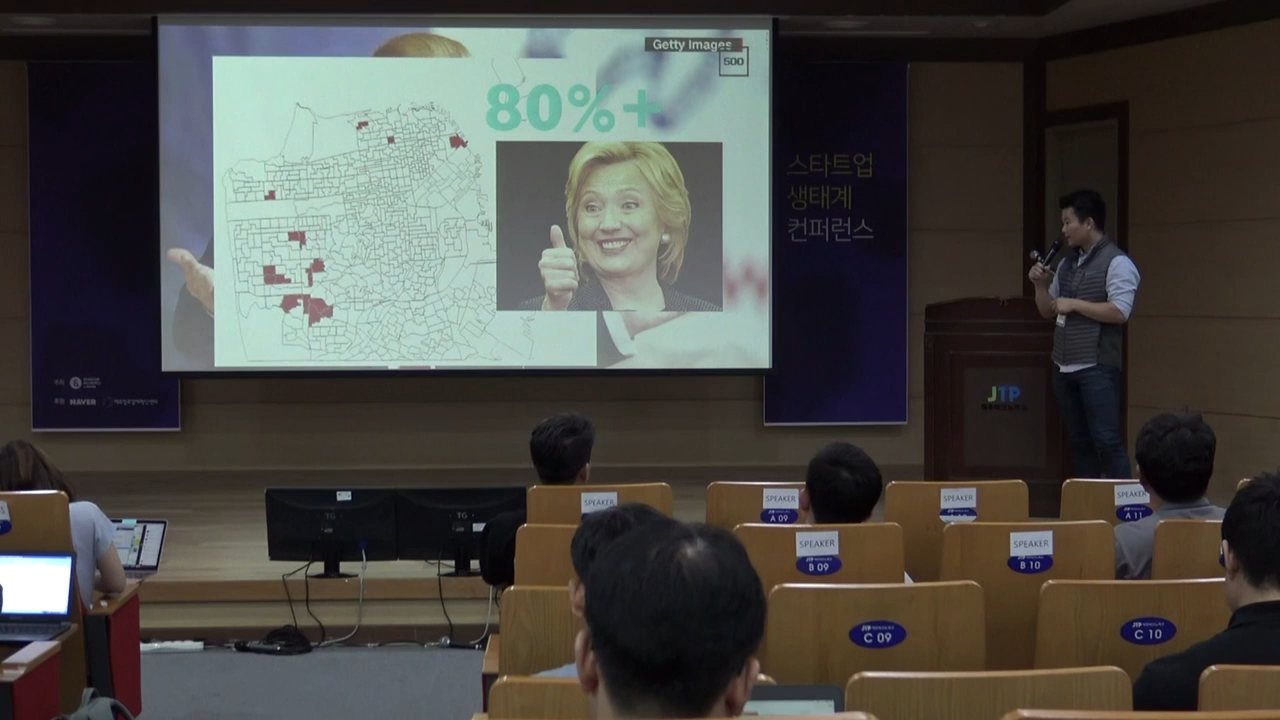 Getty Images
500
80%+
스타트업
생태계
컨퍼런스
NAVER
JTP
TG
TG
SPEAKER
SPEAKER
A 09
SPEAKER
SPEAKER
A 11
SPEAKER
B 09
SPEAKER
B 10
C 09
C 10